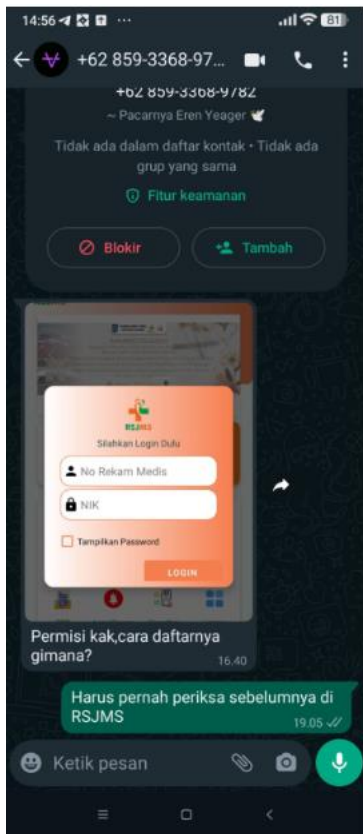 14:56
81
+62 859-3368-97...
+62 859-3368-9782
~ Pacarnya Eren Yeager
Tidak ada dalam daftar kontak • Tidak ada
grup yang sama
Fitur keamanan
Blokir
Tambah
RSJMS
Silahkan Login Dulu
No Rekam Medis
NIK
Tampilkan Password
LOGIN
Permisi kak,cara daftarnya
gimana?
16.40
Harus pernah periksa sebelumnya di
RSJMS
19.05
Ketik pesan